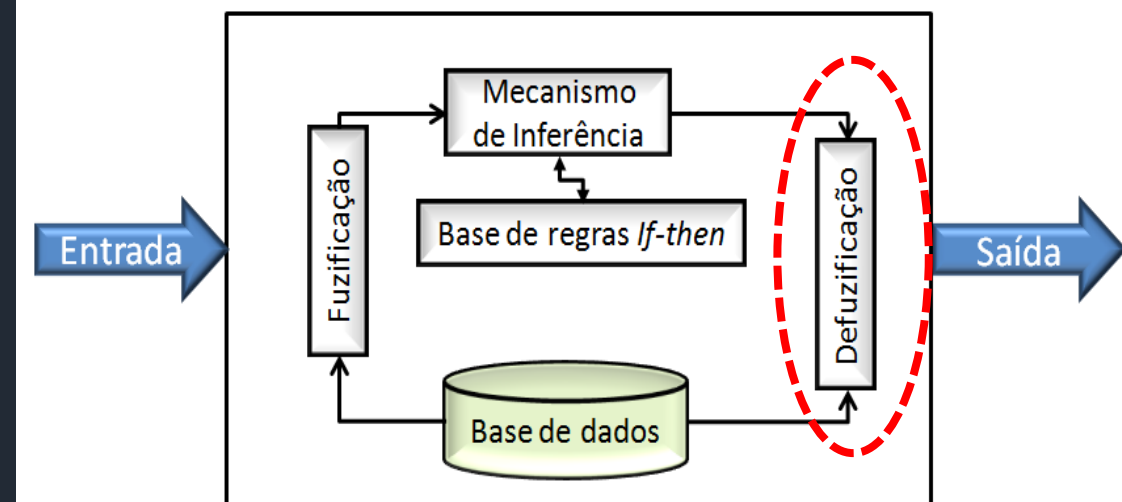 Mecanismo
de Inferência
Fuzificação
Base de regras If-then
Defuzificação
Entrada
Saída
Base de dados